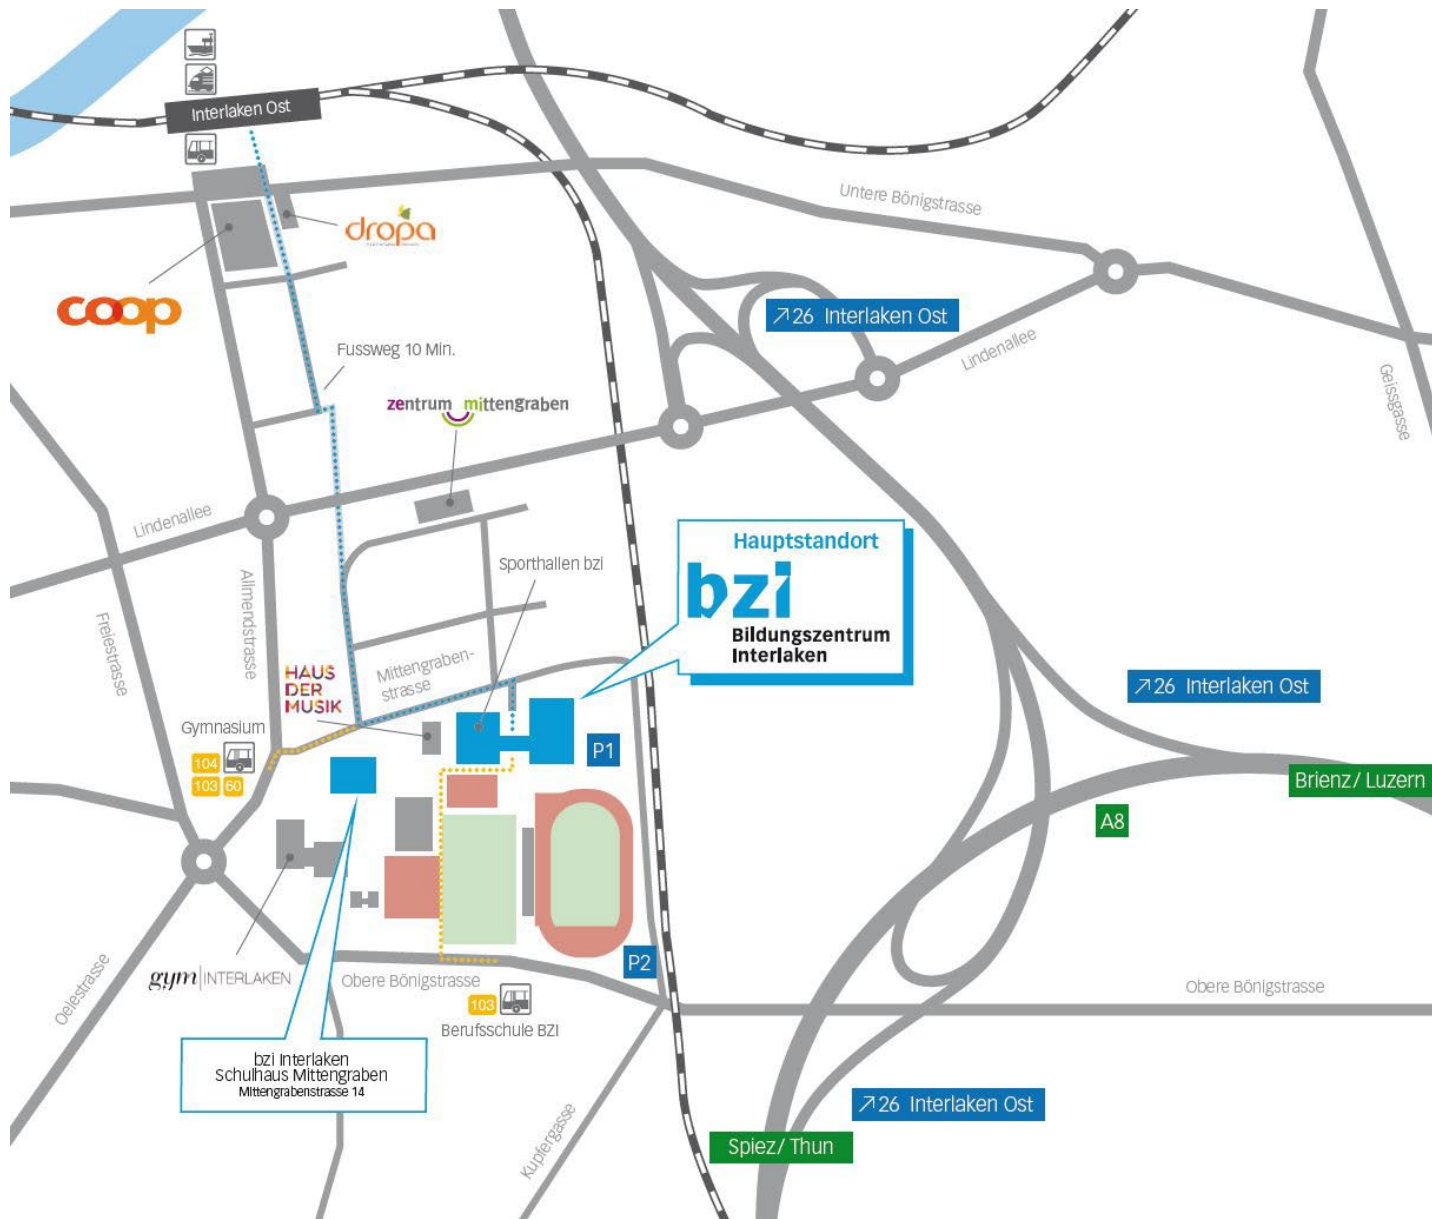 Interlaken Ost
Untere Bönigstrasse
dropa
coop
↗26 Interlaken Ost
Lindenallee
Fussweg 10 Min.
Geissgasse
zentrum mittengraben
Lindenallee
Hauptstandort
bzi
Bildungszentrum
Interlaken
Sporthallen bzi
Allmendstrasse
Freiestrasse
Mittengraben-
strasse
HAUS
DER
MUSIK
↗26 Interlaken Ost
Gymnasium
104
103 60
P1
Brienz/ Luzern
A8
P2
gym|INTERLAKEN
Obere Bönigstrasse
Obere Bönigstrasse
Oelestrasse
103
Berufsschule BZI
bzi Interlaken
Schulhaus Mittengraben
Mittengrabenstrasse 14
↗26 Interlaken Ost
Kupfergasse
Spiez/ Thun